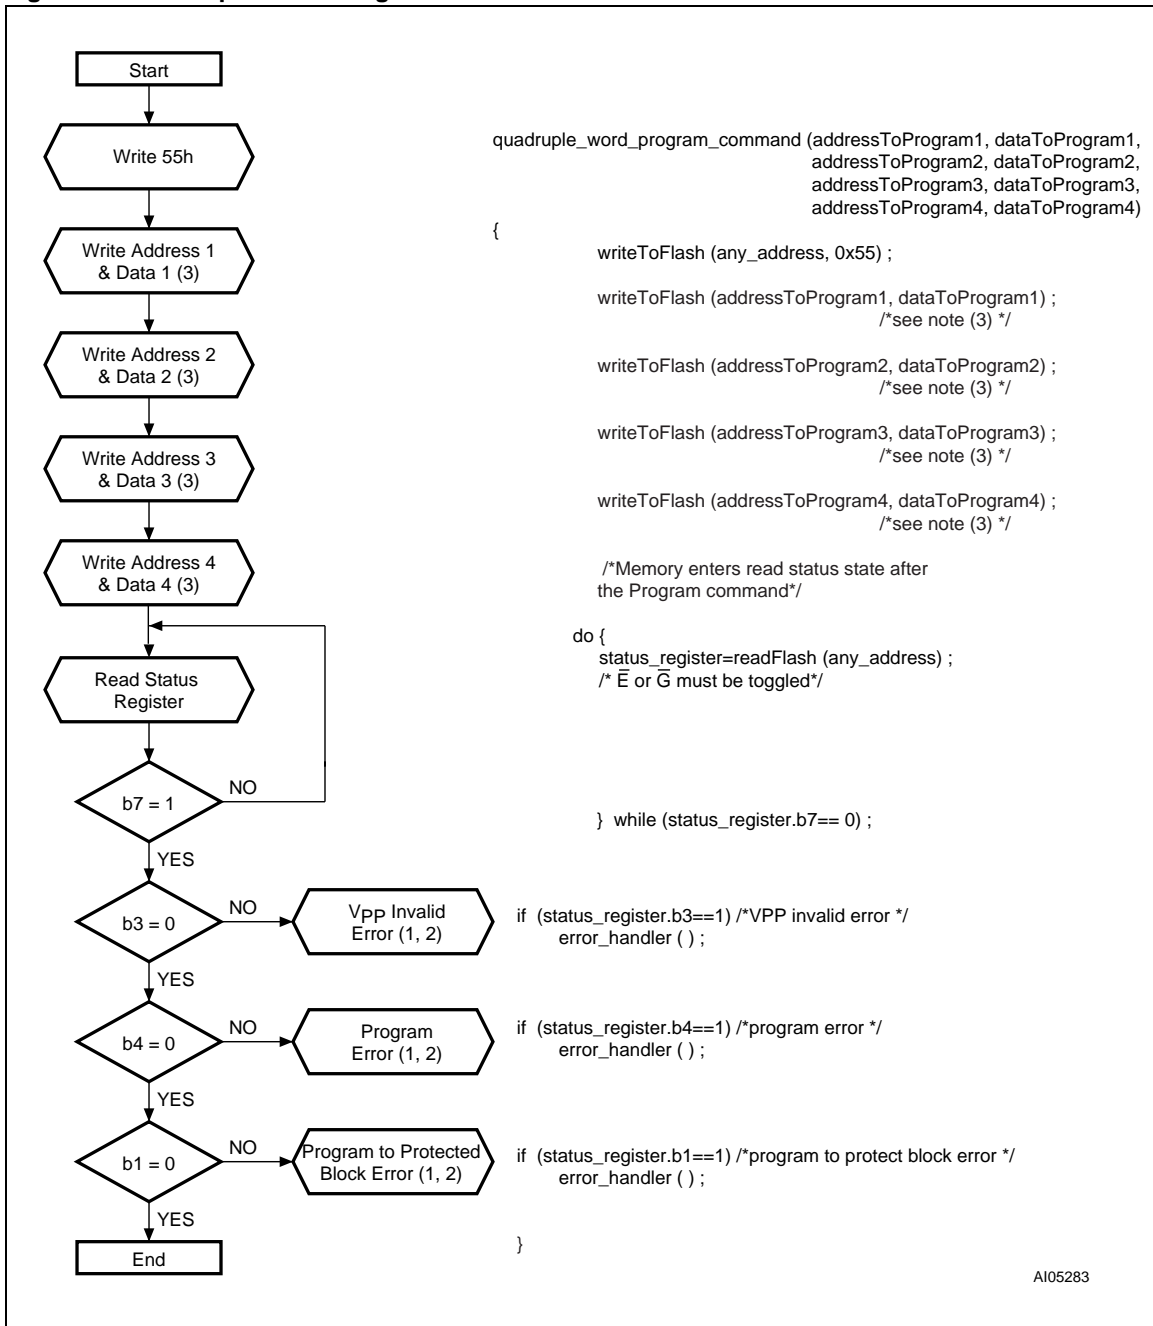 Start
Write 55h
Write Address 1
& Data 1 (3)
Write Address 2
& Data 2 (3)
Write Address 3
& Data 3 (3)
Write Address 4
& Data 4 (3)
Read Status
Register
b7 = 1
NO
YES
b3 = 0
NO
VPP Invalid
Error (1, 2)
YES
b4 = 0
NO
Program
Error (1, 2)
YES
b1 = 0
NO
Program to Protected
Block Error (1, 2)
YES
End
quadruple_word_program_command (addressToProgram1, dataToProgram1,
addressToProgram2, dataToProgram2,
addressToProgram3, dataToProgram3,
addressToProgram4, dataToProgram4)
{
writeToFlash (any_address, 0x55) ;
writeToFlash (addressToProgram1, dataToProgram1) ;
/*see note (3) */
writeToFlash (addressToProgram2, dataToProgram2) ;
/*see note (3) */
writeToFlash (addressToProgram3, dataToProgram3) ;
/*see note (3) */
writeToFlash (addressToProgram4, dataToProgram4) ;
/*see note (3) */
/*Memory enters read status state after
the Program command*/
do {
status_register=readFlash (any_address) ;
/* E̅ or G̅ must be toggled*/
} while (status_register.b7== 0) ;
if (status_register.b3==1) /*VPP invalid error */
error_handler ( ) ;
if (status_register.b4==1) /*program error */
error_handler ( ) ;
if (status_register.b1==1) /*program to protect block error */
error_handler ( ) ;
}
AI05283